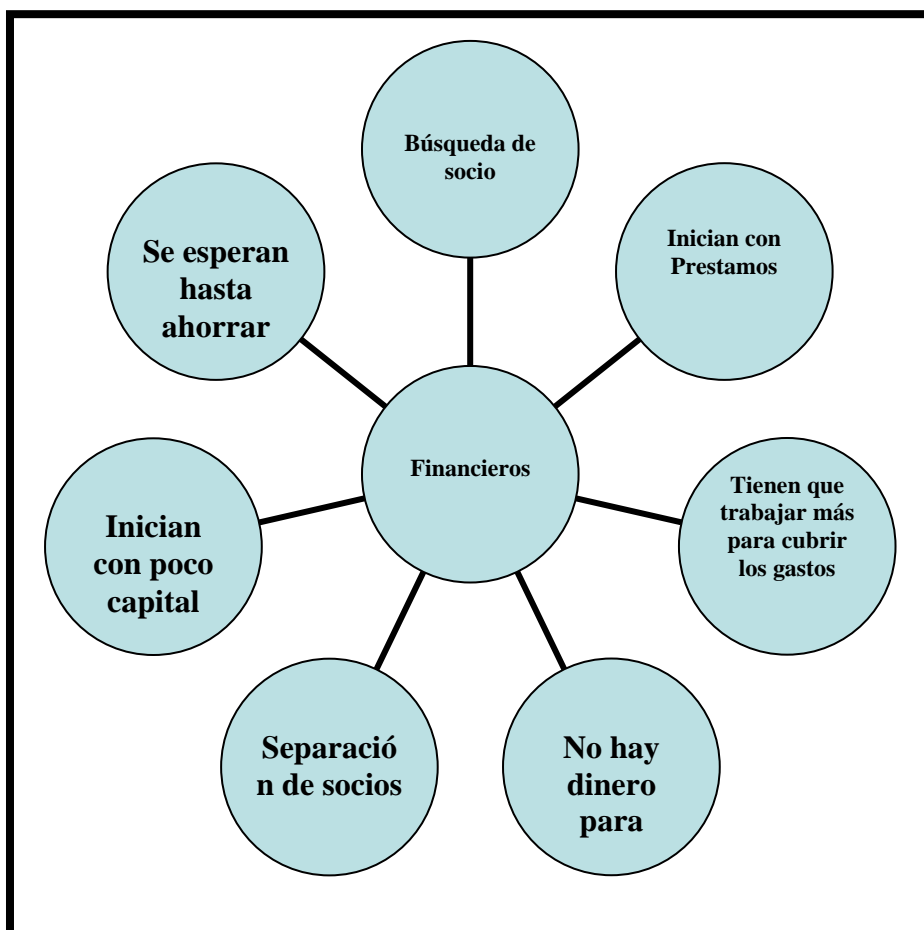 Búsqueda de
socio
Inician con
Prestamos
Tienen que
trabajar más
para cubrir
los gastos
No hay
dinero
para
Separació
n de socios
Inician
con poco
capital
Se esperan
hasta
ahorrar
Financieros